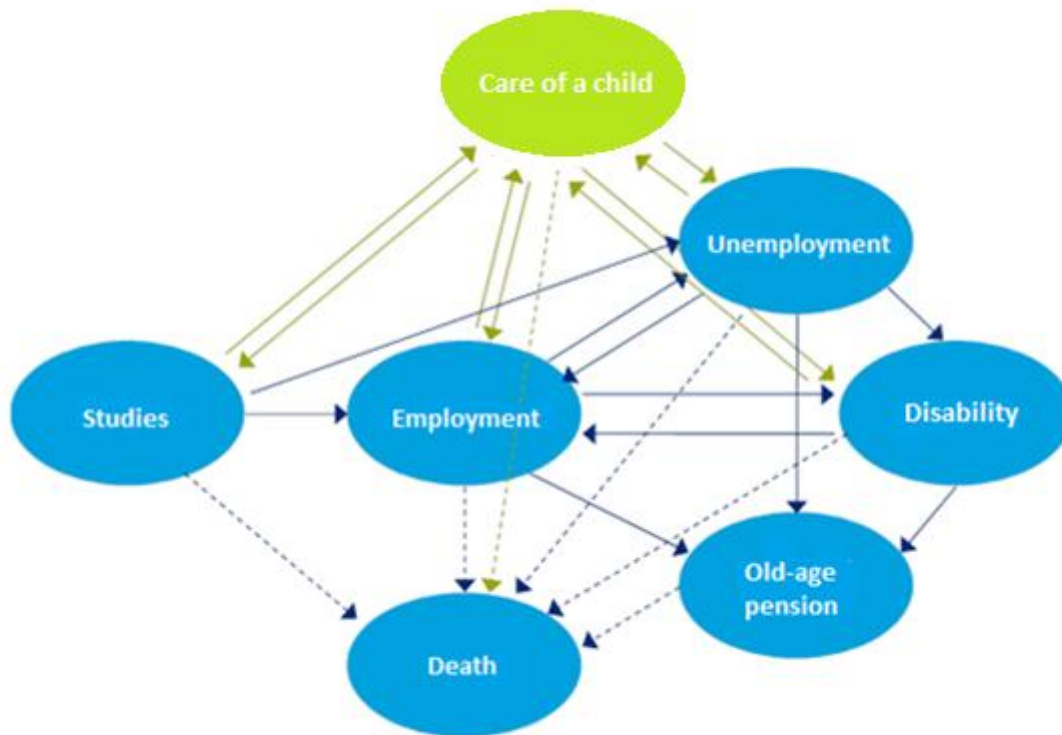 Care of a child
Unemployment
Studies
Employment
Disability
Old-age
pension
Death